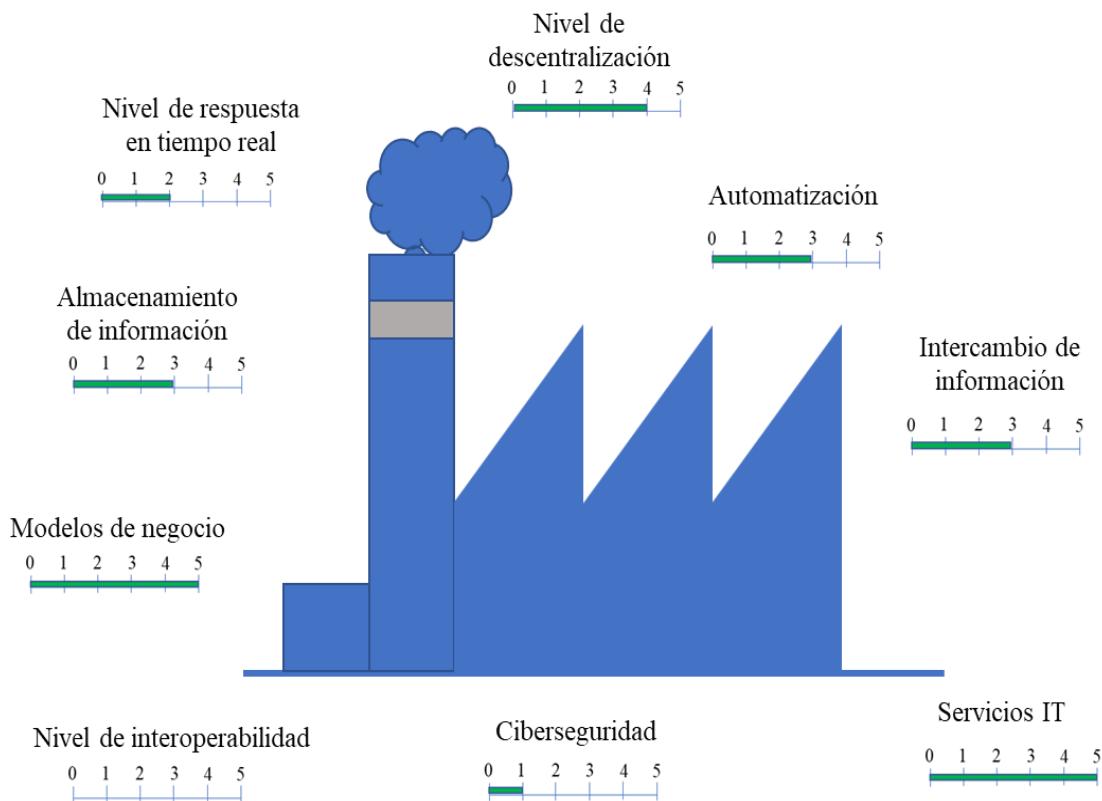 Nivel de
descentralización
0 1 2 3 4 5
Nivel de respuesta
en tiempo real
0 1 2 3 4 5
Automatización
0 1 2 3 4 5
Almacenamiento
de información
0 1 2 3 4 5
Intercambio de
información
0 1 2 3 4 5
Modelos de negocio
0 1 2 3 4 5
Nivel de interoperabilidad
0 1 2 3 4 5
Ciberseguridad
0 1 2 3 4 5
Servicios IT
0 1 2 3 4 5